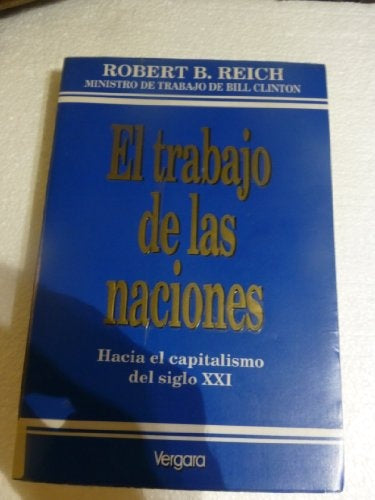 ROBERT B. REICH
MINISTRO DE TRABAJO DE BILL CLINTON
El trabajo
de las
naciones
Hacia el capitalismo
del siglo XXI
Vergara